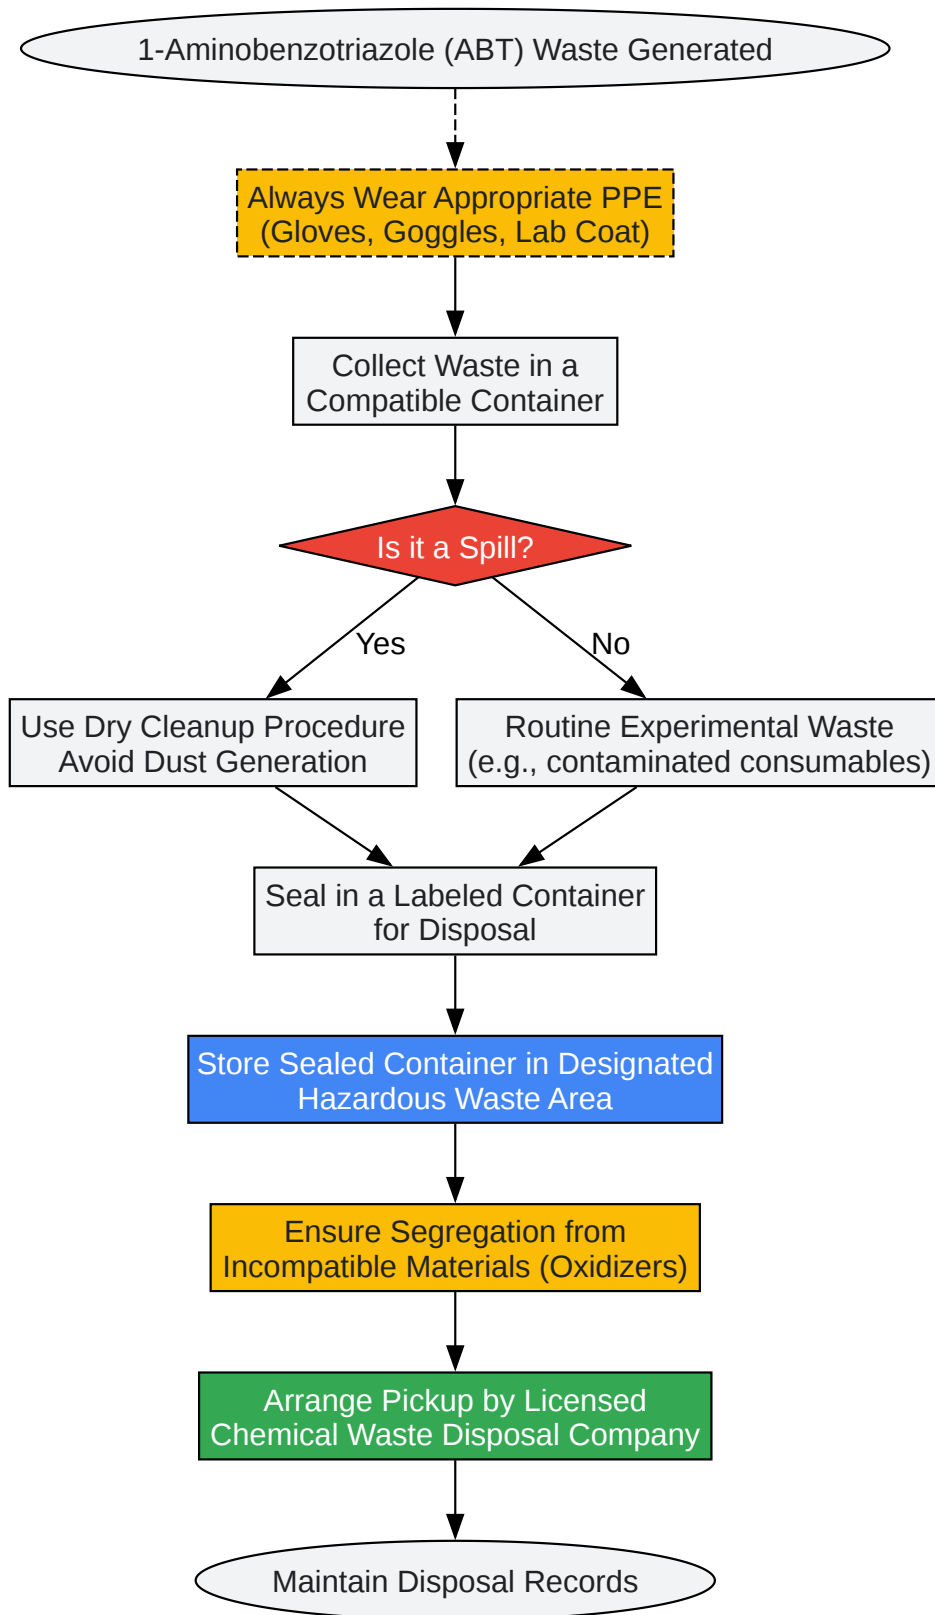 1-Aminobenzotriazole (ABT) Waste Generated
Always Wear Appropriate PPE
(Gloves, Goggles, Lab Coat)
Collect Waste in a
Compatible Container
Is it a Spill?
Yes
No
Use Dry Cleanup Procedure
Avoid Dust Generation
Routine Experimental Waste
(e.g., contaminated consumables)
Seal in a Labeled Container
for Disposal
Store Sealed Container in Designated
Hazardous Waste Area
Ensure Segregation from
Incompatible Materials (Oxidizers)
Arrange Pickup by Licensed
Chemical Waste Disposal Company
Maintain Disposal Records